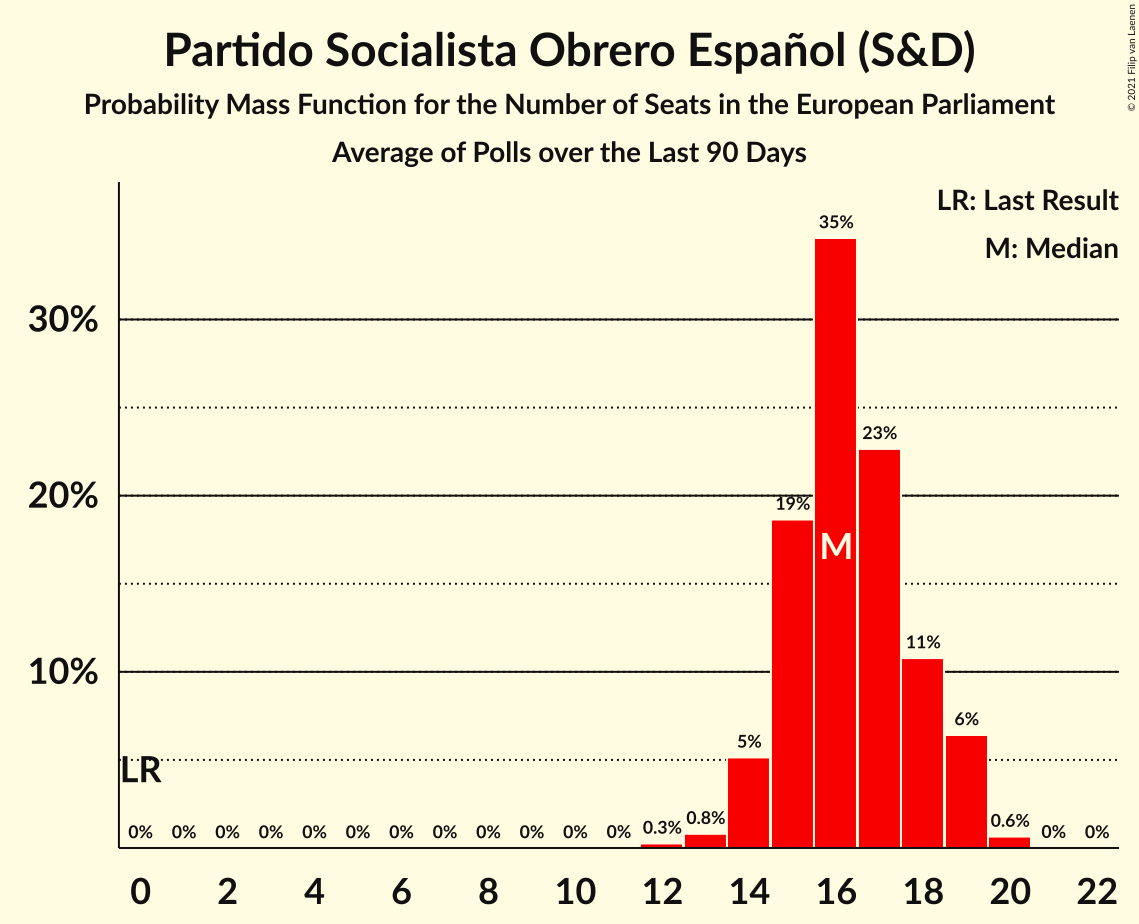 Partido Socialista Obrero Español (S&D)
Probability Mass Function for the Number of Seats in the European Parliament
Average of Polls over the Last 90 Days
© 2021 Filip van Laenen
LR: Last Result
M: Median
35%
30%
23%
20%
19%
M
11%
10%
6%
5%
LR
0% 0% 0% 0% 0% 0% 0% 0% 0% 0% 0% 0% 0.3% 0.8% 0.6% 0% 0%
0 2 4 6 8 10 12 14 16 18 20 22